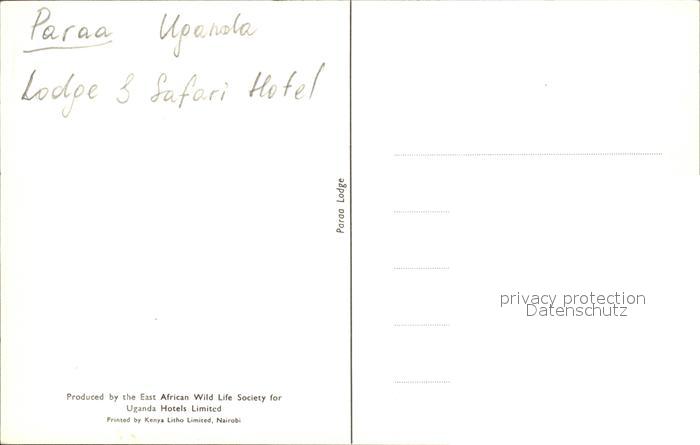 Paraa Uganda
Lodge & Safari Hotel
Paraa Lodge
privacy protection
Datenschutz
Produced by the East African Wild Life Society for
Uganda Hotels Limited
Printed by Kenya Litho Limited, Nairobi